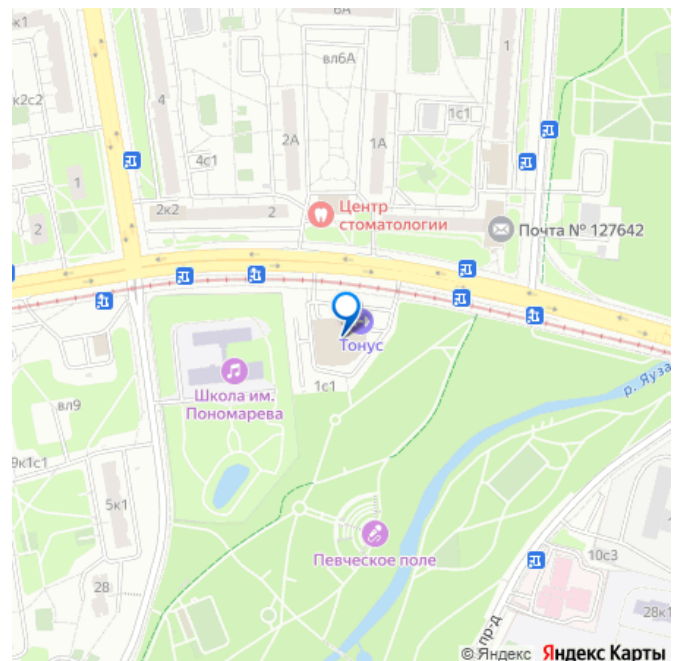 6А
5к1
вл6А
1
к2с2
4
1с1
2А
1А
4с1
1
2к2
2
Центр
стоматологии
2
Почта № 127642
Тонус
1с1
р. Яуза
Школа им.
Пономарева
вл9
9к1с1
5к1
Певческое поле
10с3
28
28к1
пр-д
© Яндекс Яндекс Карты